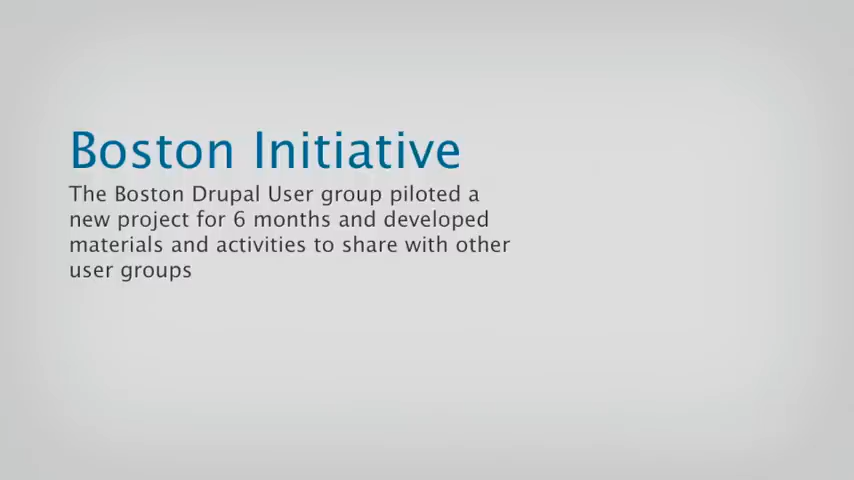 Boston Initiative
The Boston Drupal User group piloted a
new project for 6 months and developed
materials and activities to share with other
user groups